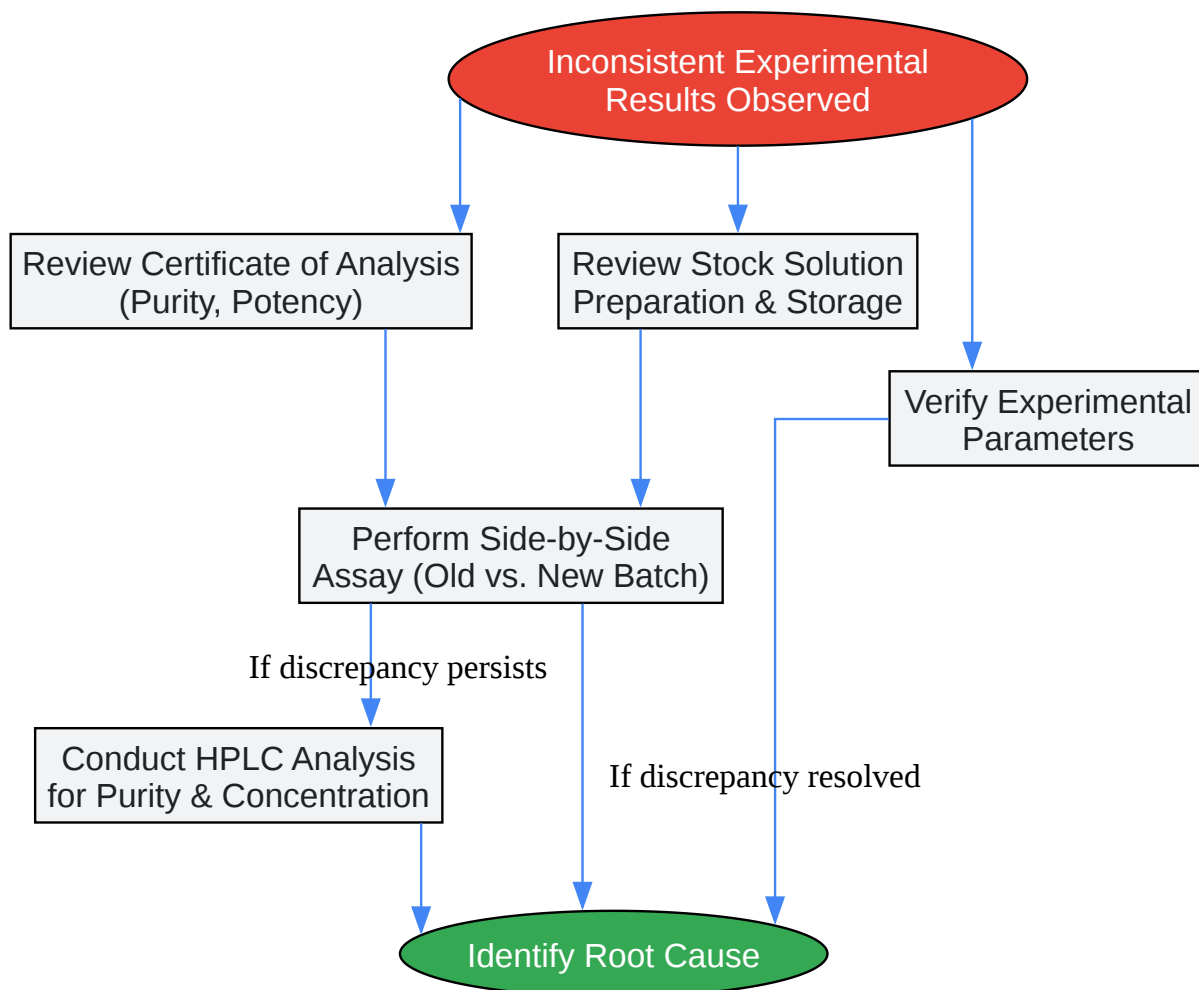 Inconsistent Experimental
Results Observed
Review Certificate of Analysis
(Purity, Potency)
Review Stock Solution
Preparation & Storage
Verify Experimental
Parameters
Perform Side-by-Side
Assay (Old vs. New Batch)
If discrepancy persists
Conduct HPLC Analysis
for Purity & Concentration
If discrepancy resolved
Identify Root Cause